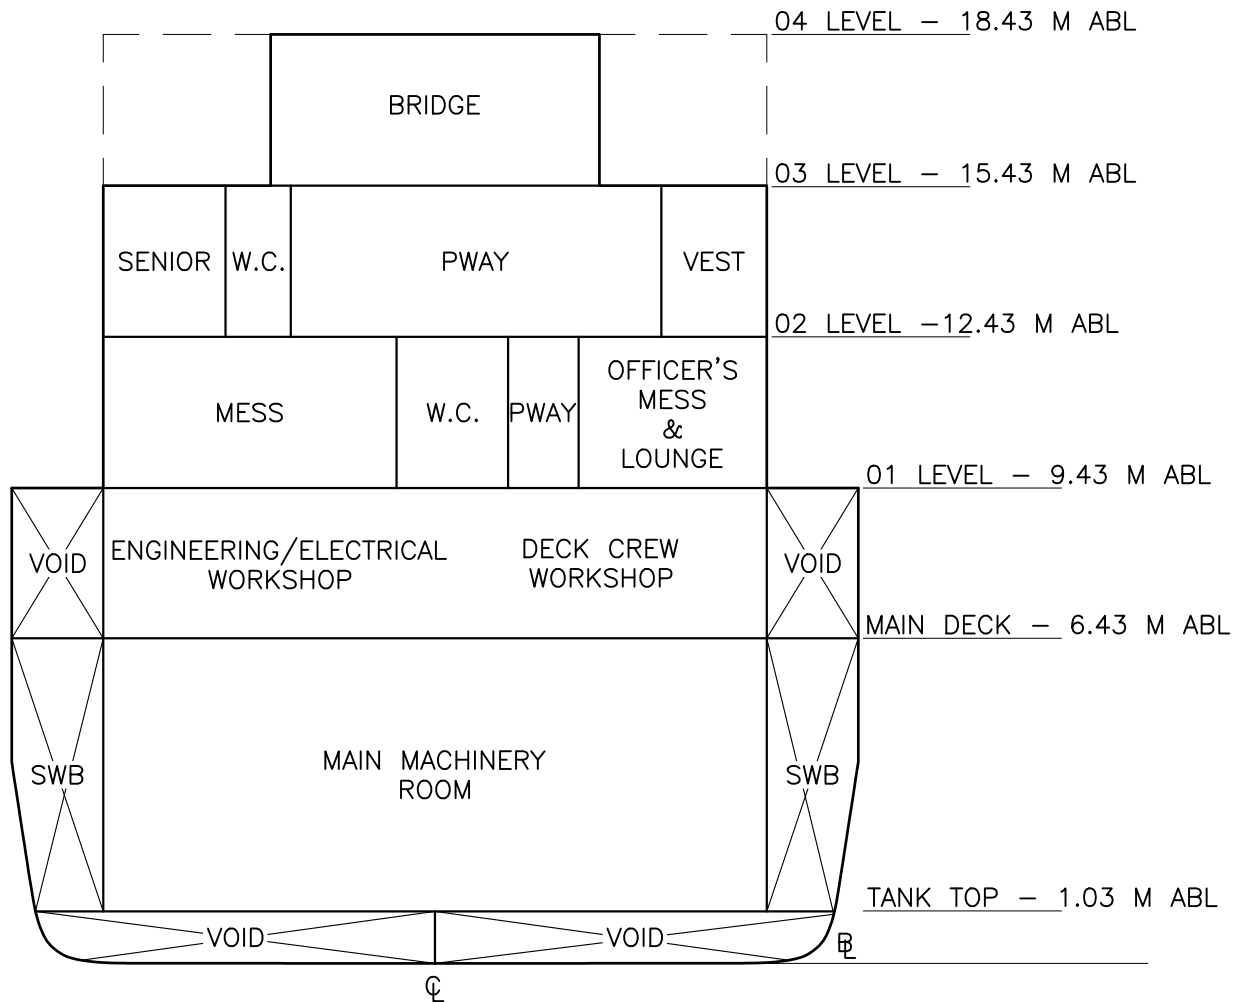 04 LEVEL – 18.43 M ABL
BRIDGE
03 LEVEL – 15.43 M ABL
SENIOR W.C. PWAY VEST
02 LEVEL –12.43 M ABL
OFFICER'S
MESS
&
LOUNGE
MESS W.C. PWAY
01 LEVEL – 9.43 M ABL
VOID
ENGINEERING/ELECTRICAL
WORKSHOP
DECK CREW
WORKSHOP
VOID
MAIN DECK – 6.43 M ABL
SWB
MAIN MACHINERY
ROOM
SWB
TANK TOP – 1.03 M ABL
VOID VOID
BL
CL